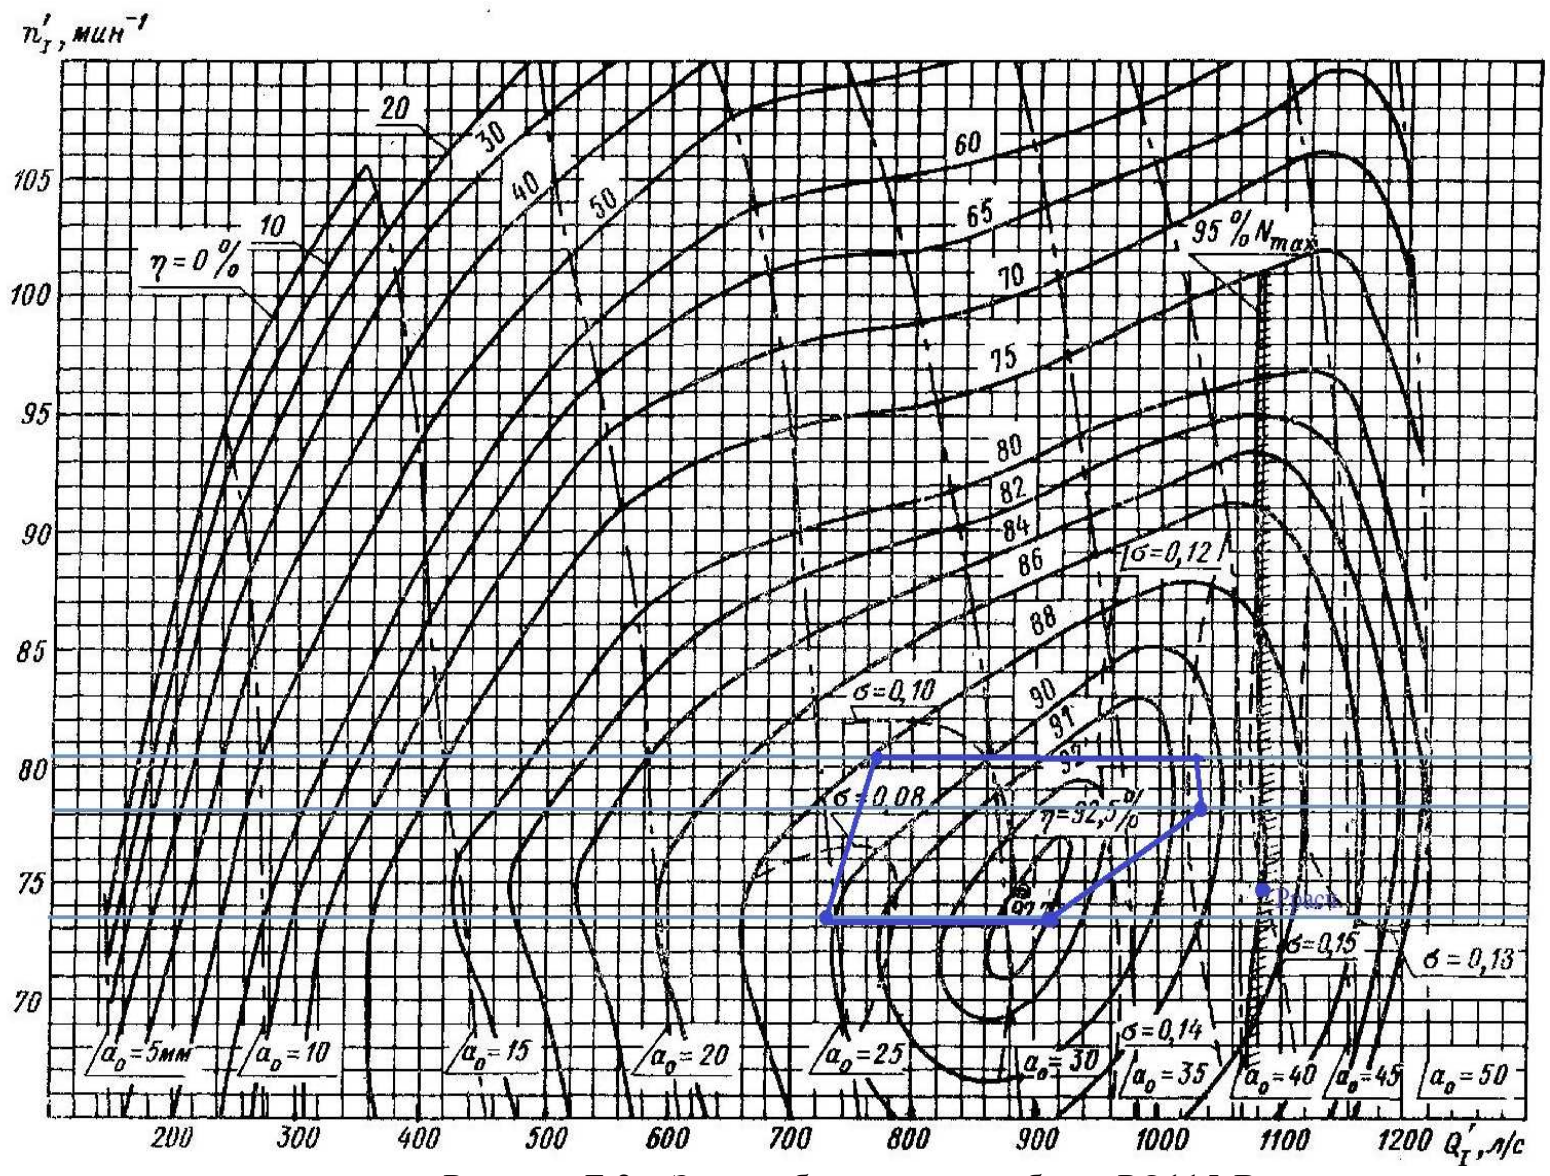 n'I, мин⁻¹
20
30
40
50
60
105
10
65
95 % Nmax
η = 0 %
100
70
75
95
80
82
90
84
σ=0,12
86
85
88
σ=0,10
90
91
80
92
σ=0,08
η=92,5%
75
σ=0,15
σ = 0,13
70
a₀ = 5мм
a₀ = 10
a₀ = 15
a₀ = 20
a₀ = 25
σ=0,14
a₀= 30
a₀ = 35
a₀ = 40
a₀=45
a₀ = 50
200 300 400 500 600 700 800 900 1000 1100 1200 Q'I, л/с